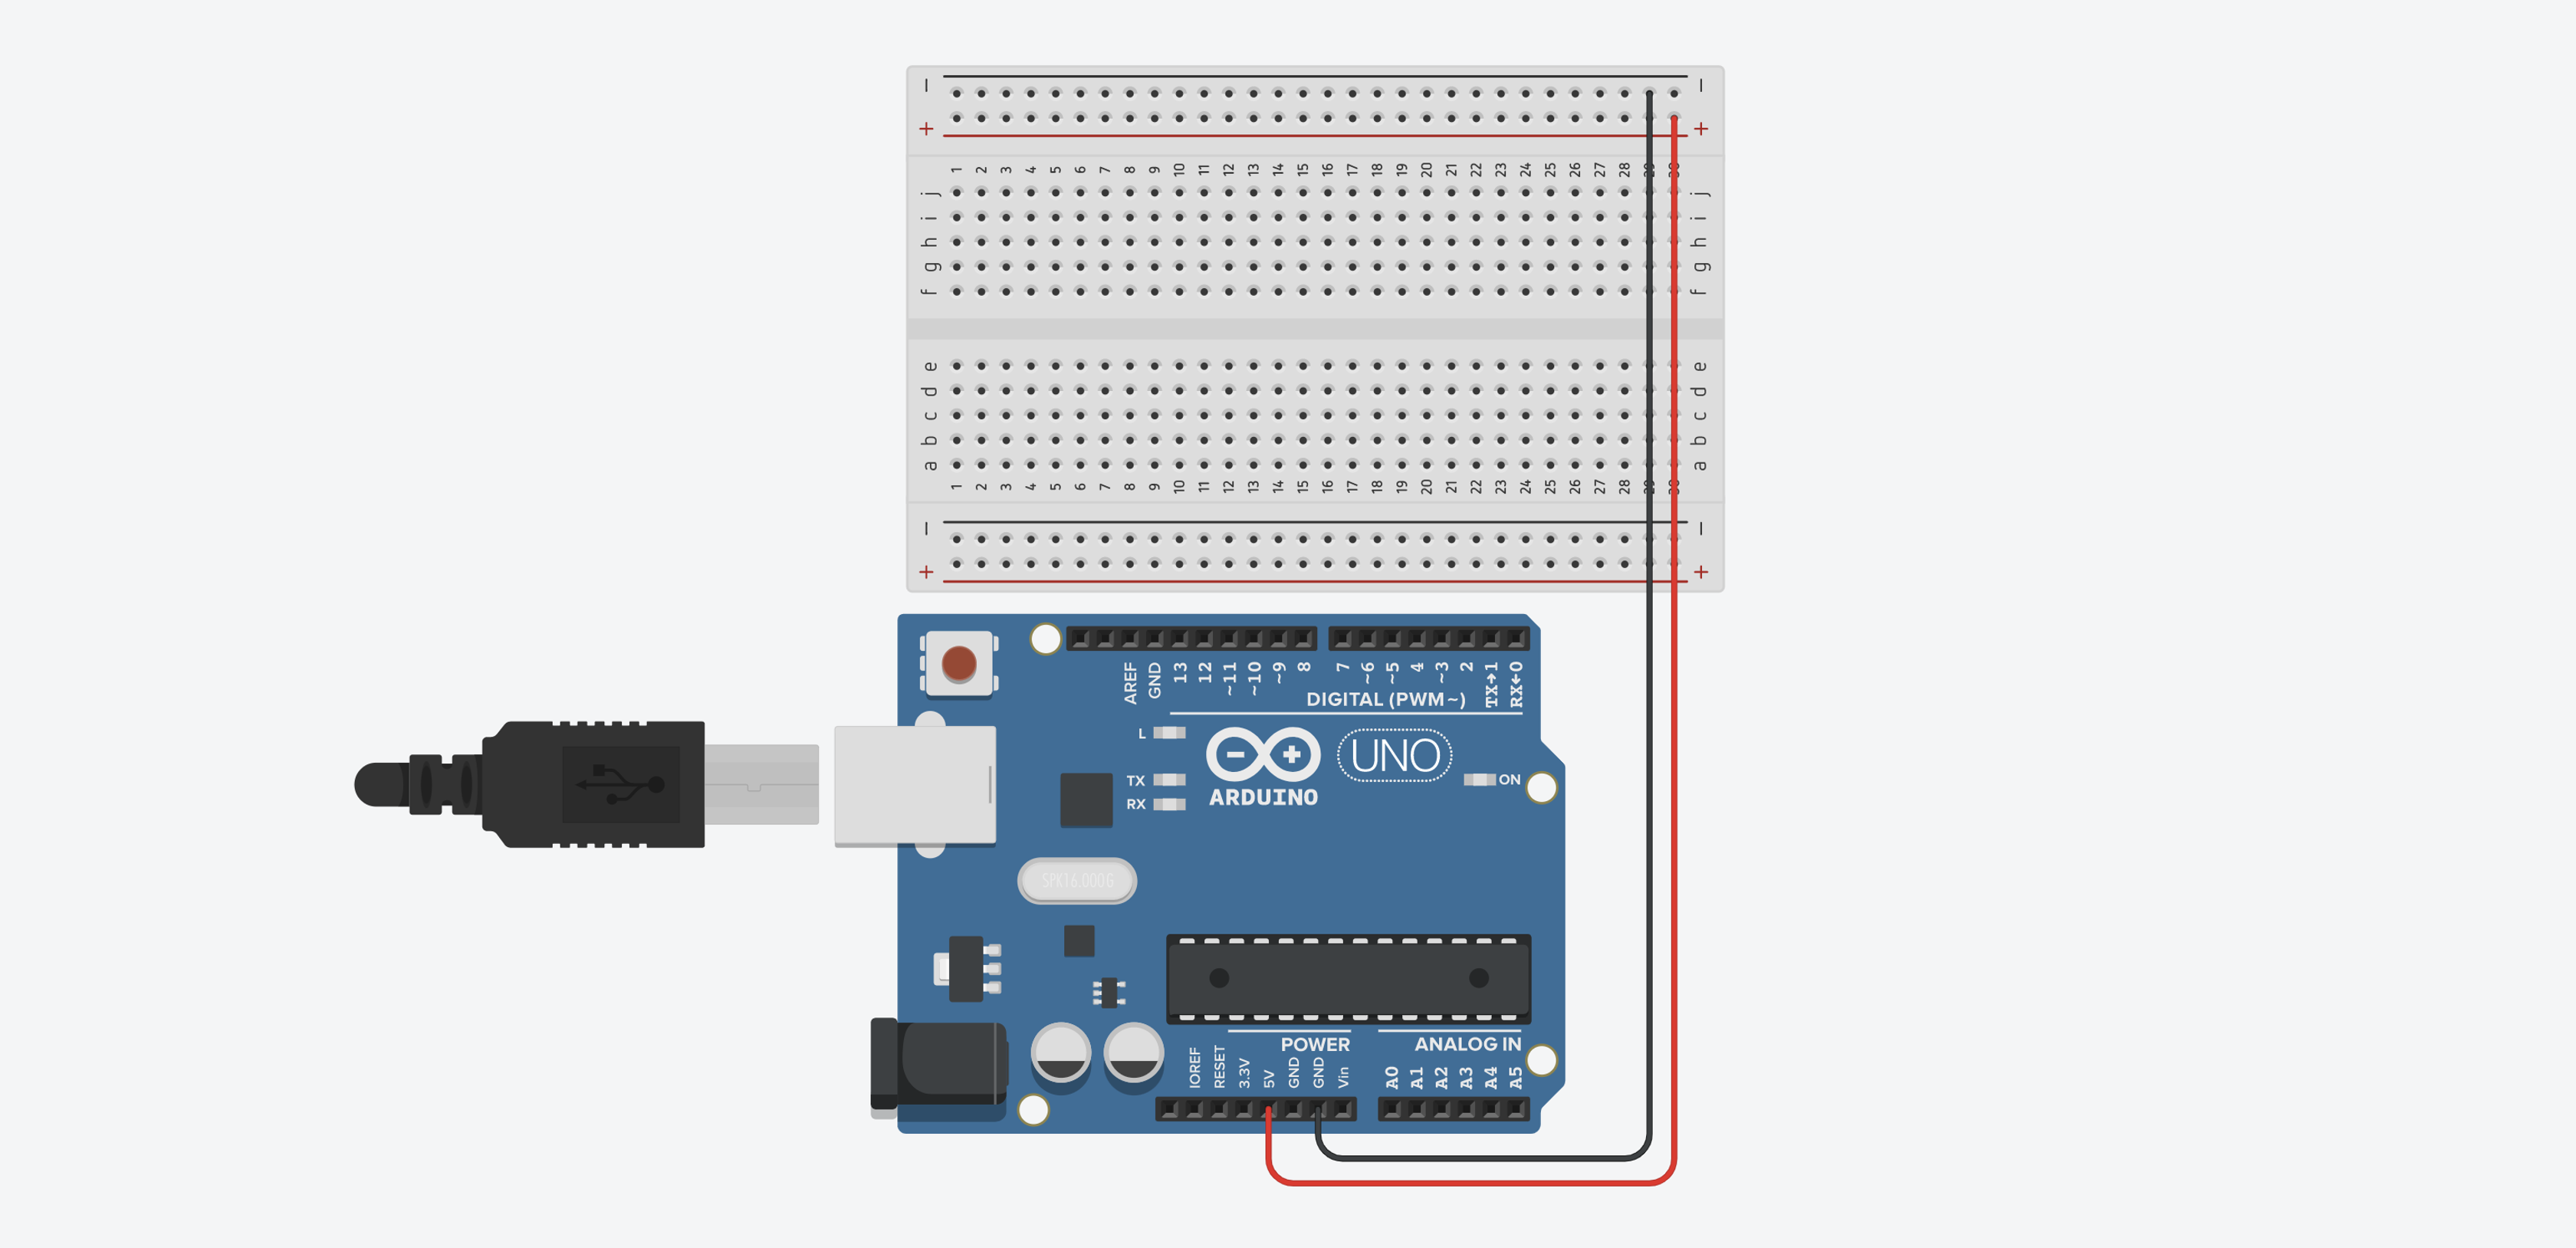 − −
+ +
1 2 3 4 5 6 7 8 9 10 11 12 13 14 15 16 17 18 19 20 21 22 23 24 25 26 27 28 29 30
j j
i i
h h
g g
f f
e e
d d
c c
b b
a a
1 2 3 4 5 6 7 8 9 10 11 12 13 14 15 16 17 18 19 20 21 22 23 24 25 26 27 28 29 30
− −
+ +
AREF GND 13 12 ~11 ~10 ~9 8 7 ~6 ~5 4 ~3 2 TX→1 RX←0
DIGITAL (PWM~)
L
UNO
TX
ON
RX
ARDUINO
SPK16.000G
POWER
ANALOG IN
IOREF RESET 3.3V 5V GND GND Vin A0 A1 A2 A3 A4 A5